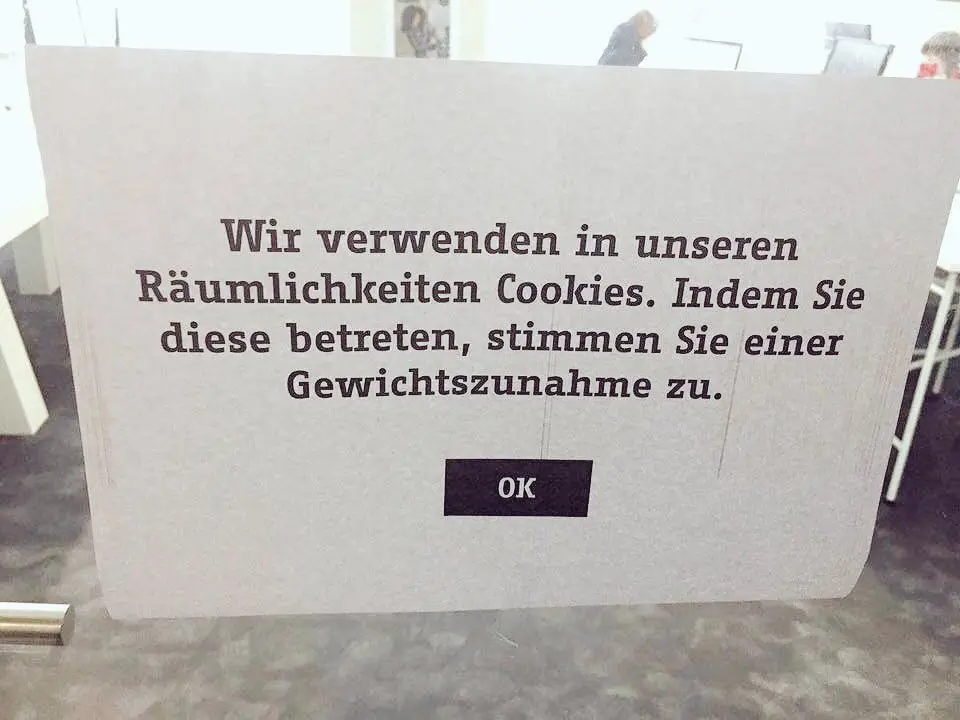 Wir verwenden in unseren
Räumlichkeiten Cookies. Indem Sie
diese betreten, stimmen Sie einer
Gewichtszunahme zu.
OK